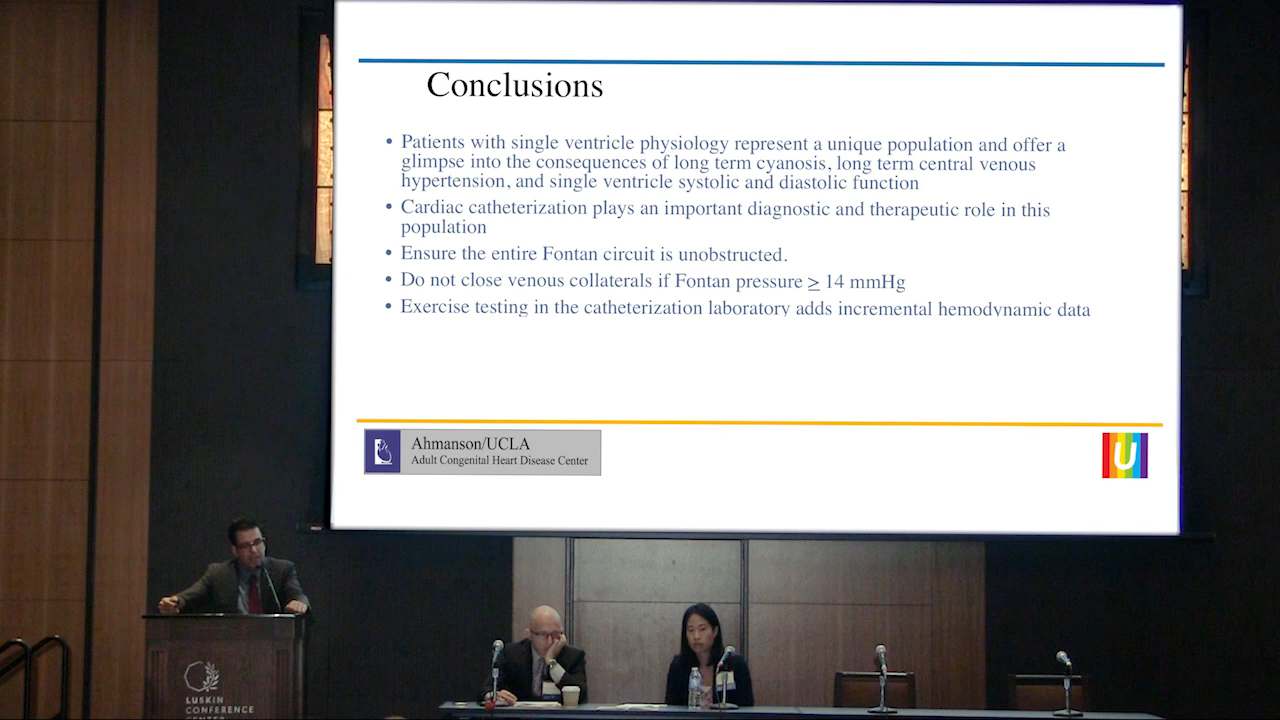 Conclusions
• Patients with single ventricle physiology represent a unique population and offer a
glimpse into the consequences of long term cyanosis, long term central venous
hypertension, and single ventricle systolic and diastolic function
• Cardiac catheterization plays an important diagnostic and therapeutic role in this
population
• Ensure the entire Fontan circuit is unobstructed.
• Do not close venous collaterals if Fontan pressure ≥ 14 mmHg
• Exercise testing in the catheterization laboratory adds incremental hemodynamic data
Ahmanson/UCLA
Adult Congenital Heart Disease Center
U
LUSKIN
CONFERENCE
CENTER